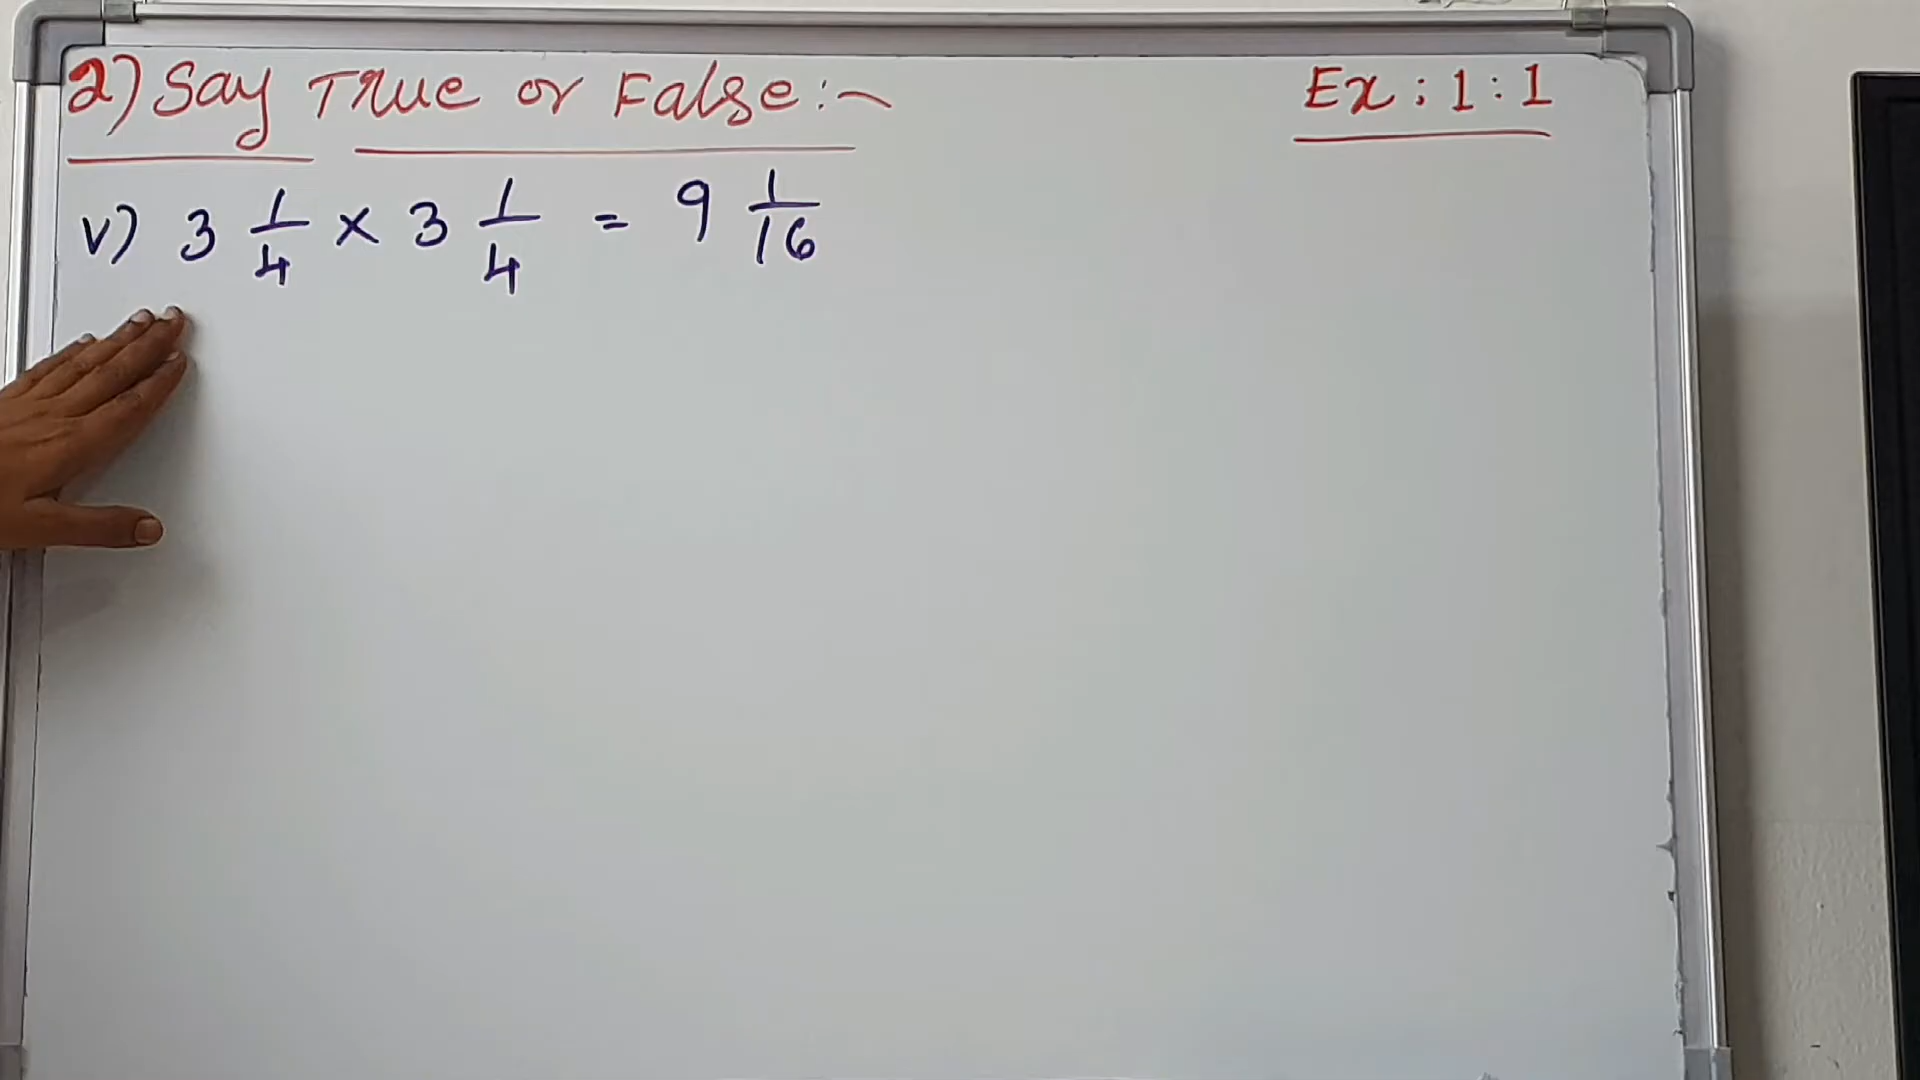 2) Say True or False:-
Ex : 1 : 1
v) 3 1/4 × 3 1/4 = 9 1/16